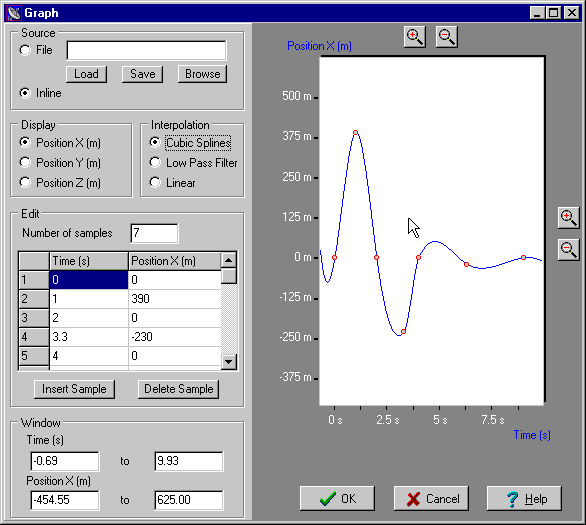 Graph
Source
File
Load Save Browse
Inline
Display
Position X (m)
Position Y (m)
Position Z (m)
Interpolation
Cubic Splines
Low Pass Filter
Linear
Edit
Number of samples 7
Time (s) Position X (m)
1 0 0
2 1 390
3 2 0
4 3.3 -230
5 4 0
Insert Sample Delete Sample
Window
Time (s)
-0.69 to 9.93
Position X (m)
-454.55 to 625.00
Position X (m)
500 m
375 m
250 m
125 m
0 m
-125 m
-250 m
-375 m
0 s 2.5 s 5 s 7.5 s
Time (s)
OK Cancel Help